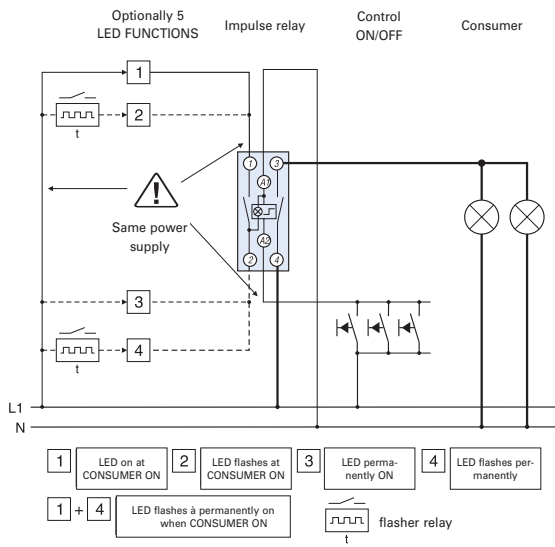 Optionally 5
LED FUNCTIONS
Impulse relay
Control
ON/OFF
Consumer
1
2
t
1
3
A1
A2
2
4
Same power
supply
3
4
t
L1
N
1
LED on at
CONSUMER ON
2
LED flashes at
CONSUMER ON
3
LED perma-
nently ON
4
LED flashes per-
manently
1 + 4
LED flashes à permanently on
when CONSUMER ON
flasher relay
t